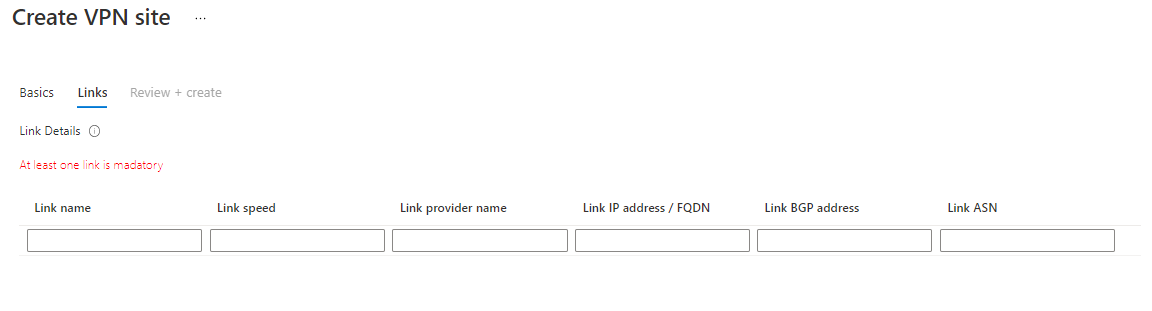 Create VPN site ...
Basics Links Review + create
Link Details
At least one link is madatory
Link name Link speed Link provider name Link IP address / FQDN Link BGP address Link ASN